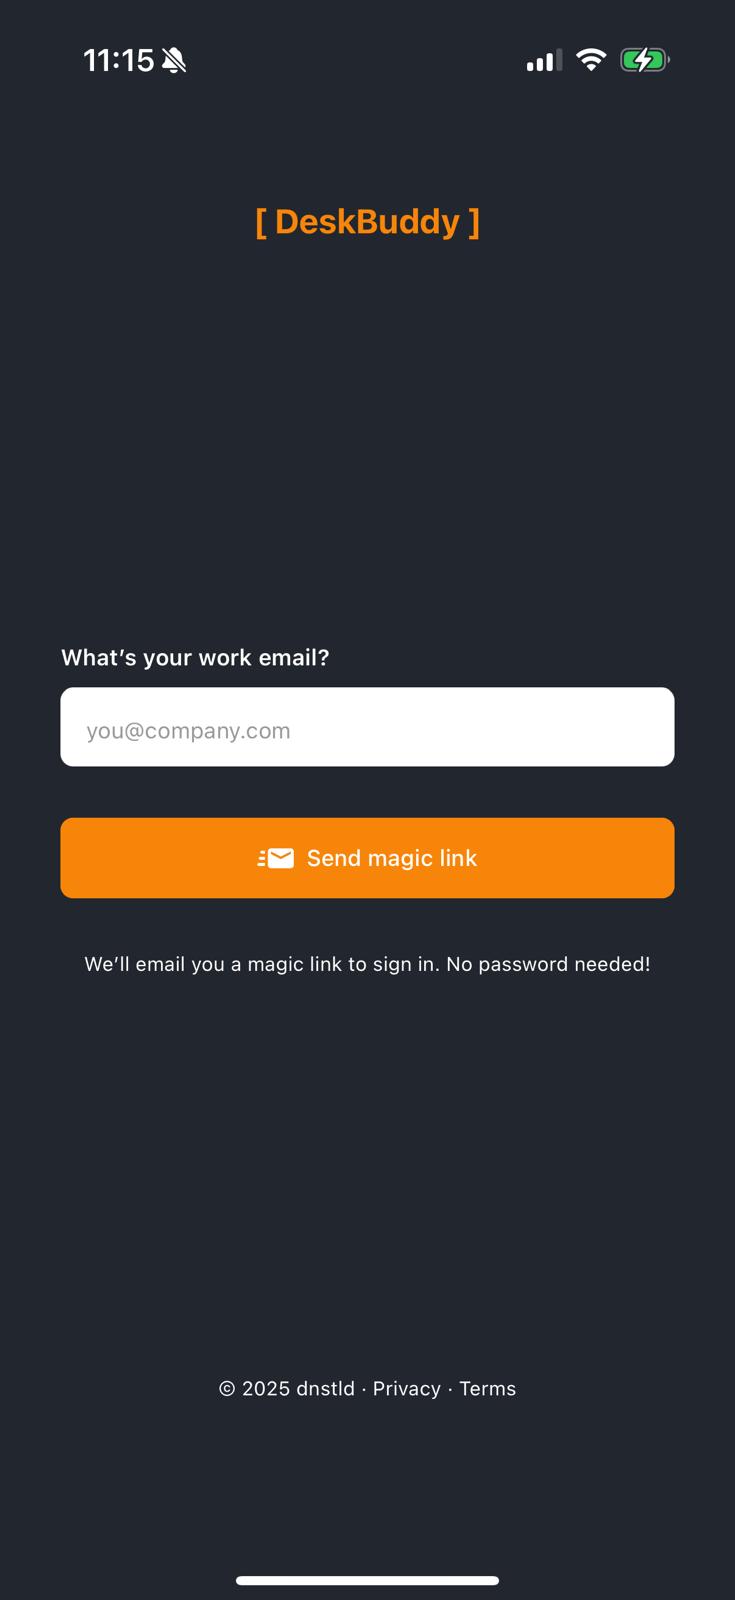 11:15
[ DeskBuddy ]
What’s your work email?
you@company.com
Send magic link
We’ll email you a magic link to sign in. No password needed!
© 2025 dnstld · Privacy · Terms